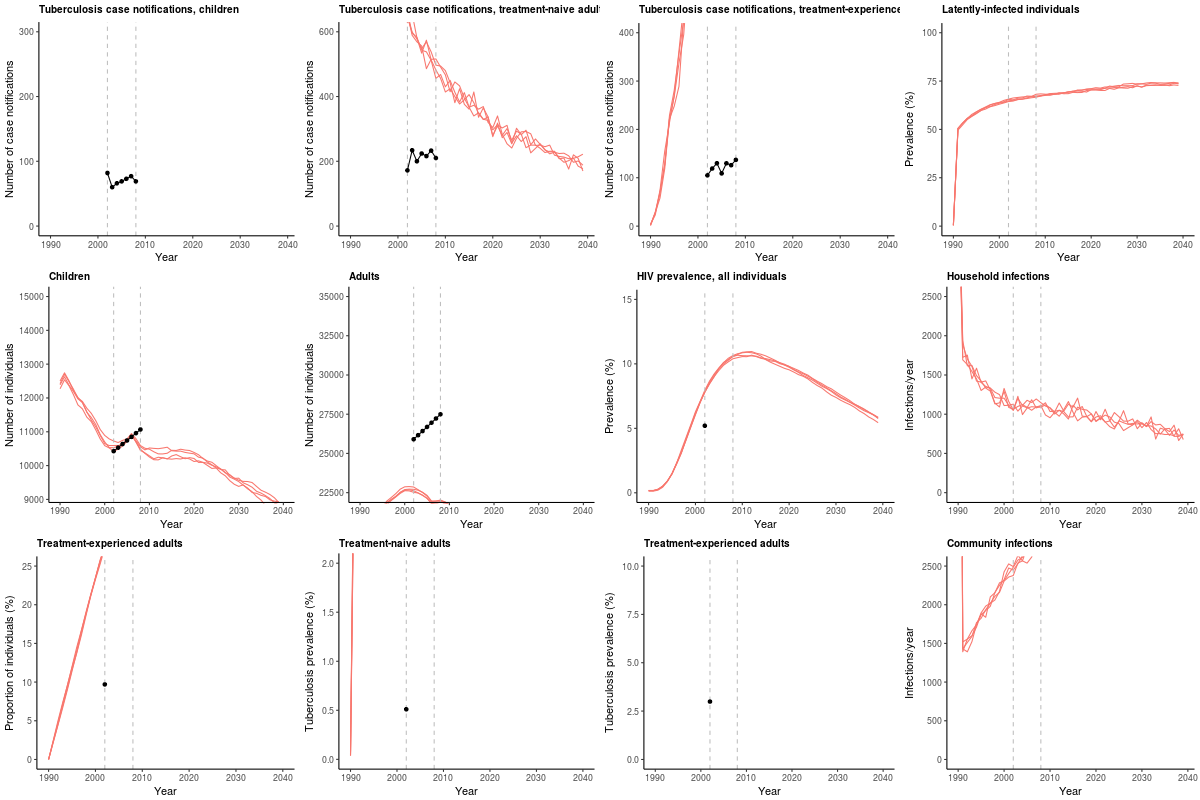 Tuberculosis case notifications, children
Number of case notifications
300
200
100
0
1990 2000 2010 2020 2030 2040
Year
Tuberculosis case notifications, treatment-naive adult
Number of case notifications
600
400
200
0
1990 2000 2010 2020 2030 2040
Year
Tuberculosis case notifications, treatment-experience
Number of case notifications
400
300
200
100
0
1990 2000 2010 2020 2030 2040
Year
Latently-infected individuals
Prevalence (%)
100
75
50
25
0
1990 2000 2010 2020 2030 2040
Year
Children
Number of individuals
15000
14000
13000
12000
11000
10000
9000
1990 2000 2010 2020 2030 2040
Year
Adults
Number of individuals
35000
32500
30000
27500
25000
22500
1990 2000 2010 2020 2030 2040
Year
HIV prevalence, all individuals
Prevalence (%)
15
10
5
0
1990 2000 2010 2020 2030 2040
Year
Household infections
Infections/year
2500
2000
1500
1000
500
0
1990 2000 2010 2020 2030 2040
Year
Treatment-experienced adults
Proportion of individuals (%)
25
20
15
10
5
0
1990 2000 2010 2020 2030 2040
Year
Treatment-naive adults
Tuberculosis prevalence (%)
2.0
1.5
1.0
0.5
0.0
1990 2000 2010 2020 2030 2040
Year
Treatment-experienced adults
Tuberculosis prevalence (%)
10.0
7.5
5.0
2.5
0.0
1990 2000 2010 2020 2030 2040
Year
Community infections
Infections/year
2500
2000
1500
1000
500
0
1990 2000 2010 2020 2030 2040
Year